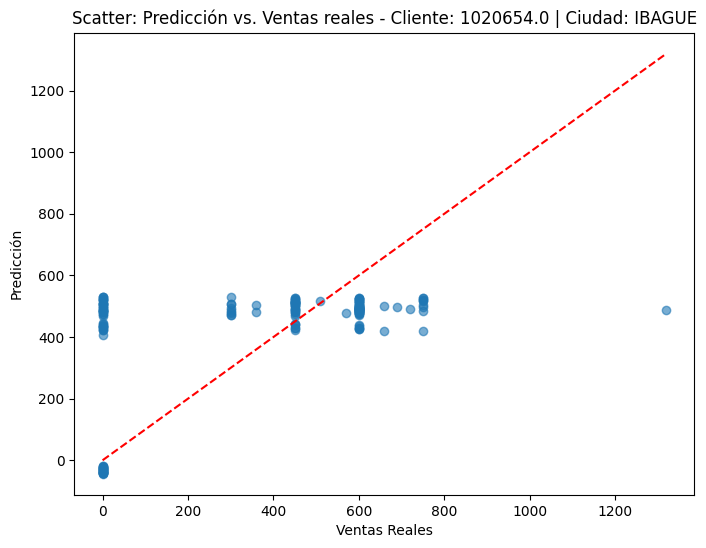 Scatter: Predicción vs. Ventas reales - Cliente: 1020654.0 | Ciudad: IBAGUE
1200
1000
800
600
400
200
0
Predicción
0 200 400 600 800 1000 1200
Ventas Reales